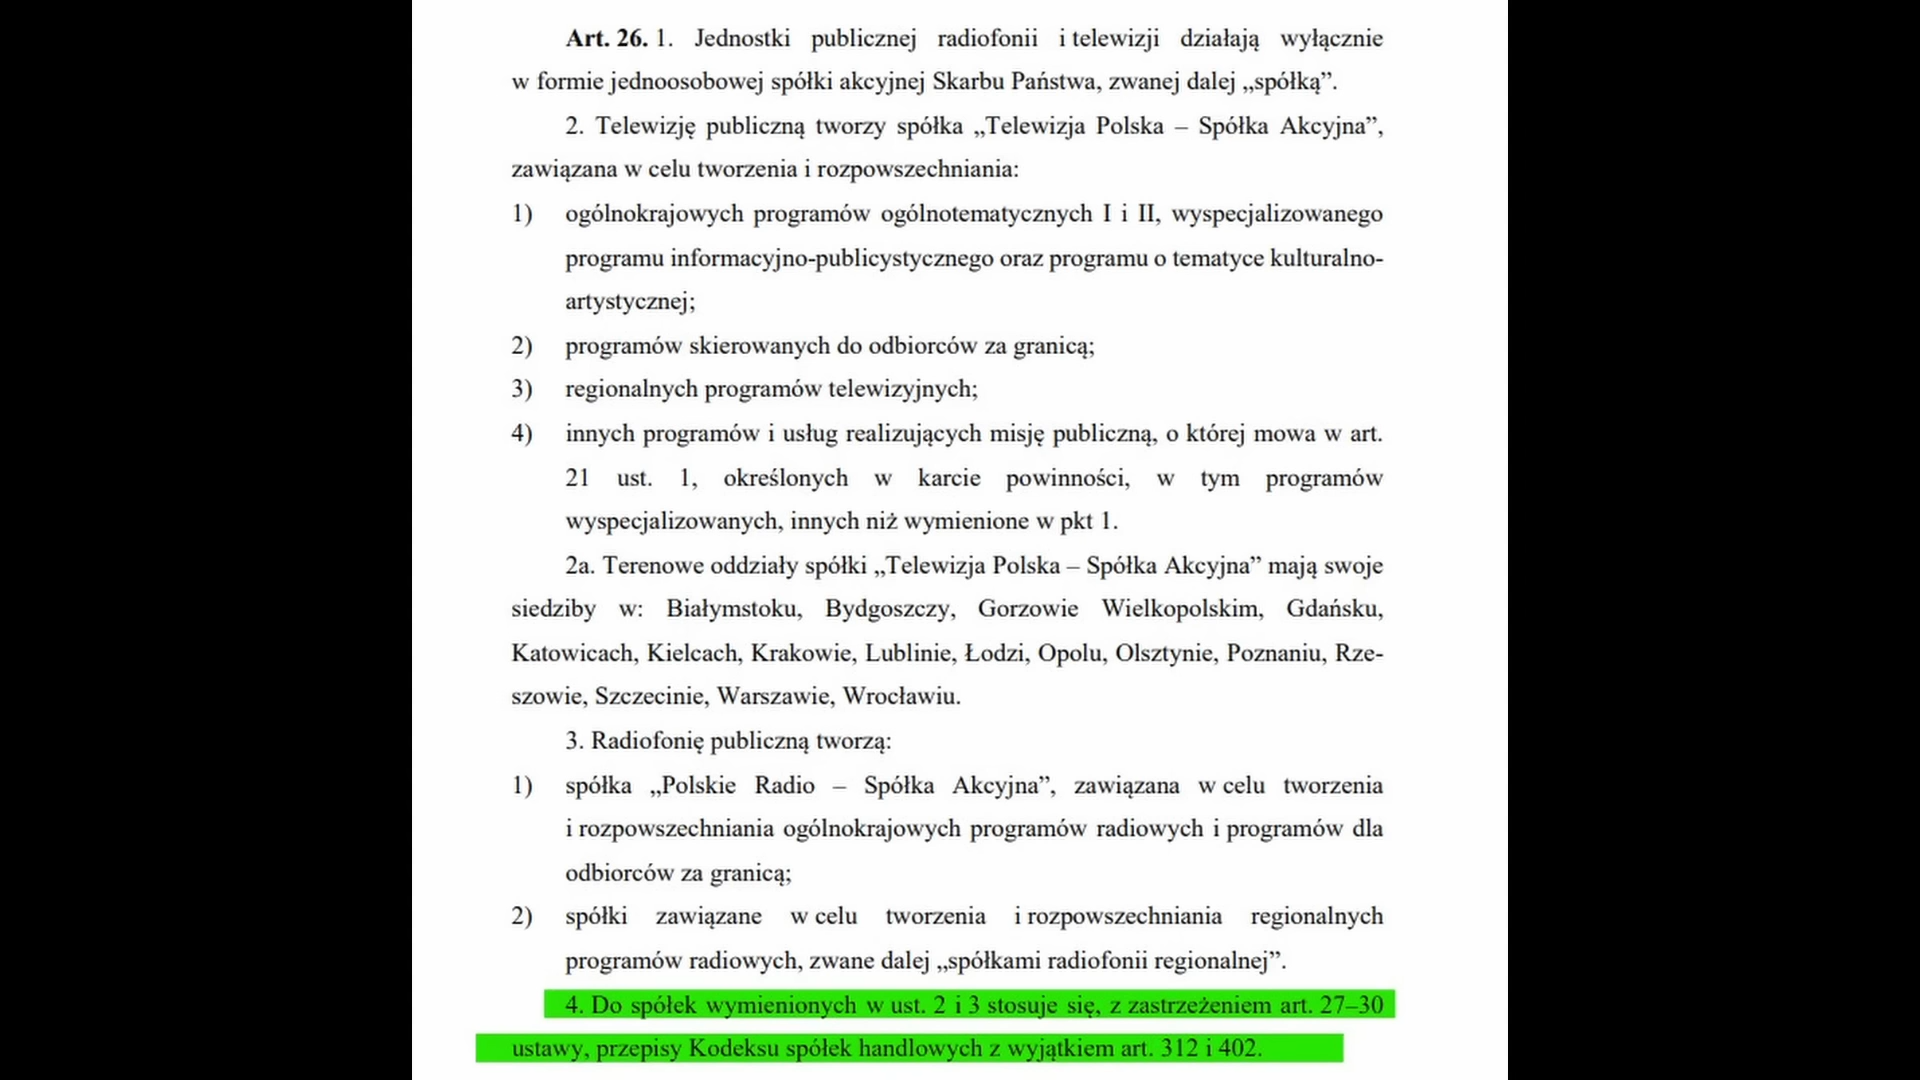 Art. 26. 1. Jednostki publicznej radiofonii i telewizji działają wyłącznie
w formie jednoosobowej spółki akcyjnej Skarbu Państwa, zwanej dalej „spółką”.
2. Telewizję publiczną tworzy spółka „Telewizja Polska – Spółka Akcyjna”,
zawiązana w celu tworzenia i rozpowszechniania:
1) ogólnokrajowych programów ogólnotematycznych I i II, wyspecjalizowanego
programu informacyjno-publicystycznego oraz programu o tematyce kulturalno-
artystycznej;
2) programów skierowanych do odbiorców za granicą;
3) regionalnych programów telewizyjnych;
4) innych programów i usług realizujących misję publiczną, o której mowa w art.
21 ust. 1, określonych w karcie powinności, w tym programów
wyspecjalizowanych, innych niż wymienione w pkt 1.
2a. Terenowe oddziały spółki „Telewizja Polska – Spółka Akcyjna” mają swoje
siedziby w: Białymstoku, Bydgoszczy, Gorzowie Wielkopolskim, Gdańsku,
Katowicach, Kielcach, Krakowie, Lublinie, Łodzi, Opolu, Olsztynie, Poznaniu, Rze-
szowie, Szczecinie, Warszawie, Wrocławiu.
3. Radiofonię publiczną tworzą:
1) spółka „Polskie Radio – Spółka Akcyjna”, zawiązana w celu tworzenia
i rozpowszechniania ogólnokrajowych programów radiowych i programów dla
odbiorców za granicą;
2) spółki zawiązane w celu tworzenia i rozpowszechniania regionalnych
programów radiowych, zwane dalej „spółkami radiofonii regionalnej”.
4. Do spółek wymienionych w ust. 2 i 3 stosuje się, z zastrzeżeniem art. 27–30
ustawy, przepisy Kodeksu spółek handlowych z wyjątkiem art. 312 i 402.